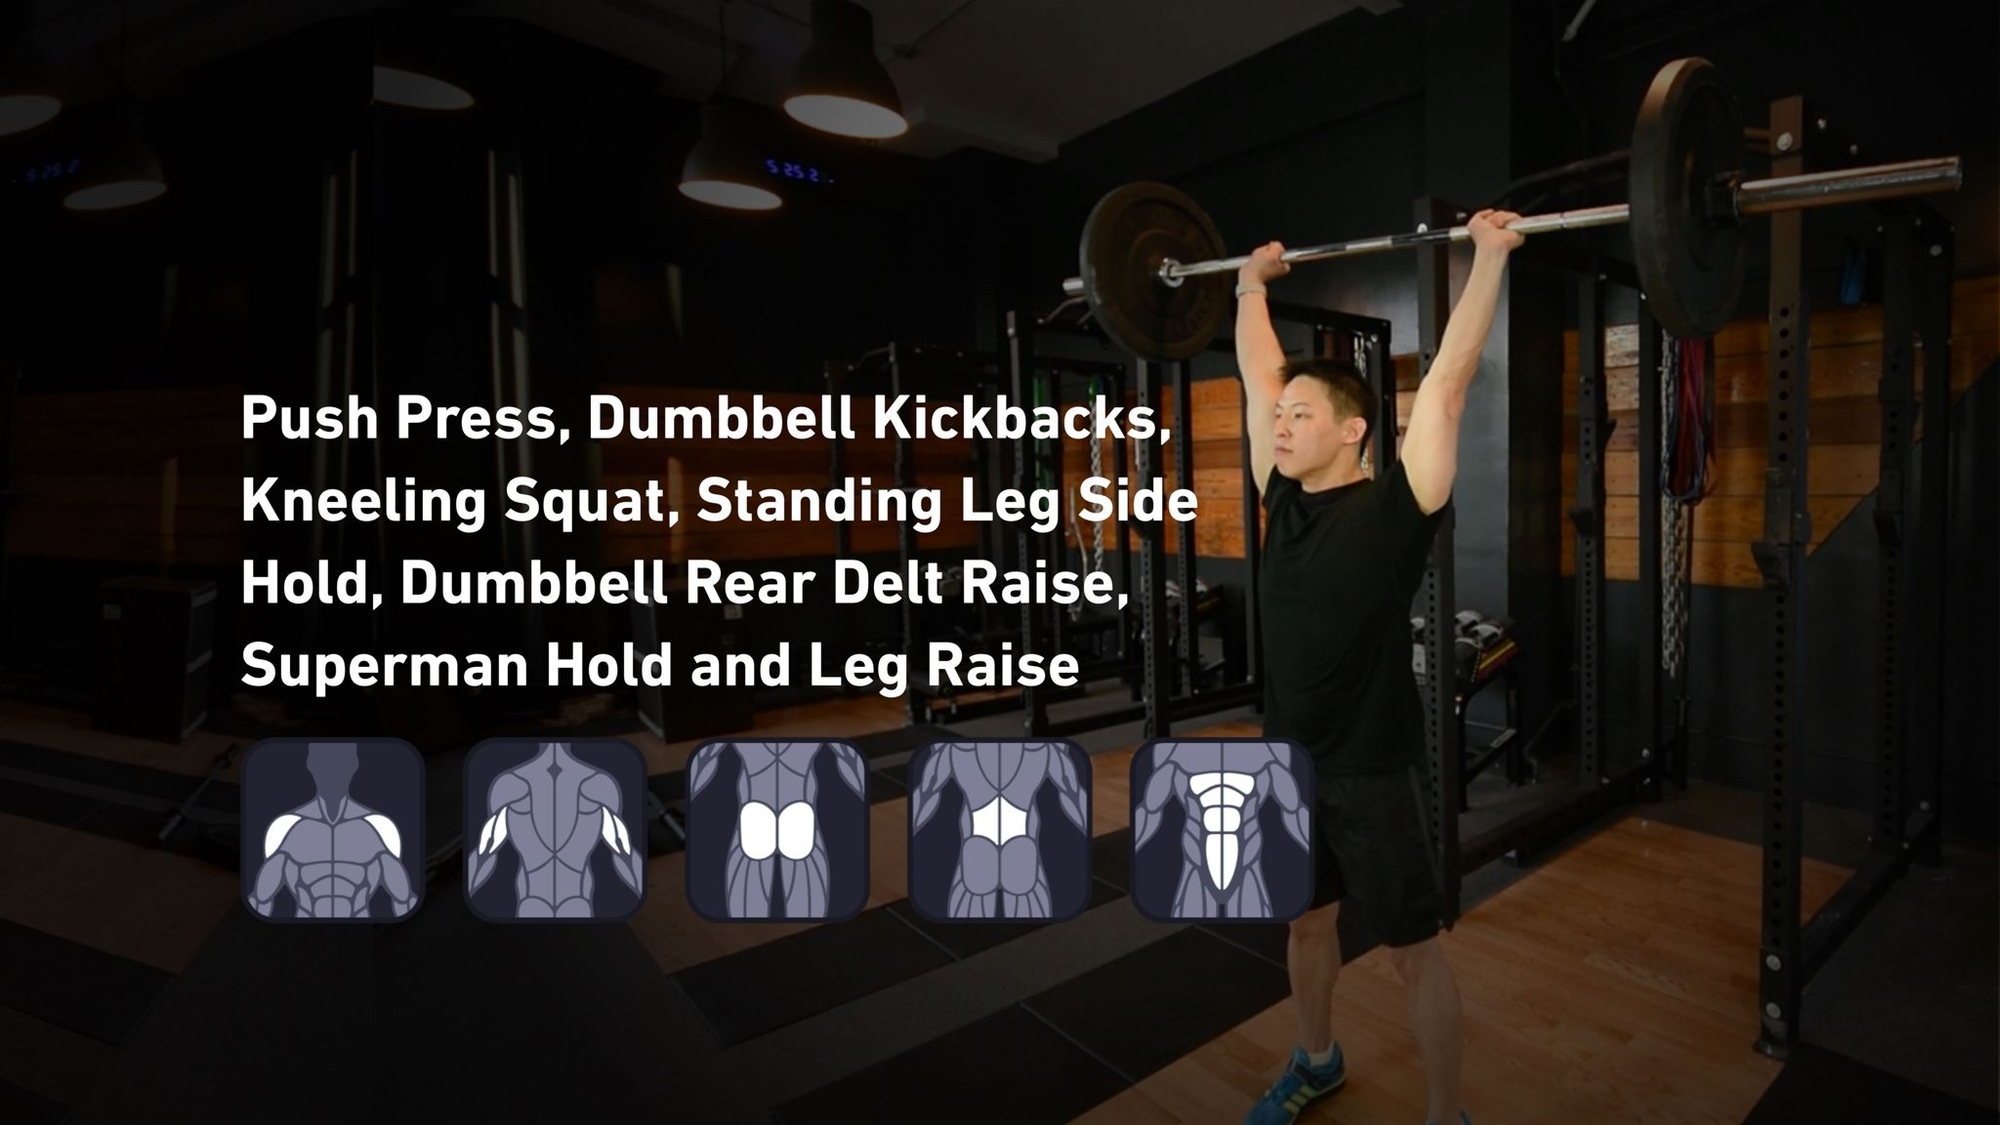 Push Press, Dumbbell Kickbacks,
Kneeling Squat, Standing Leg Side
Hold, Dumbbell Rear Delt Raise,
Superman Hold and Leg Raise